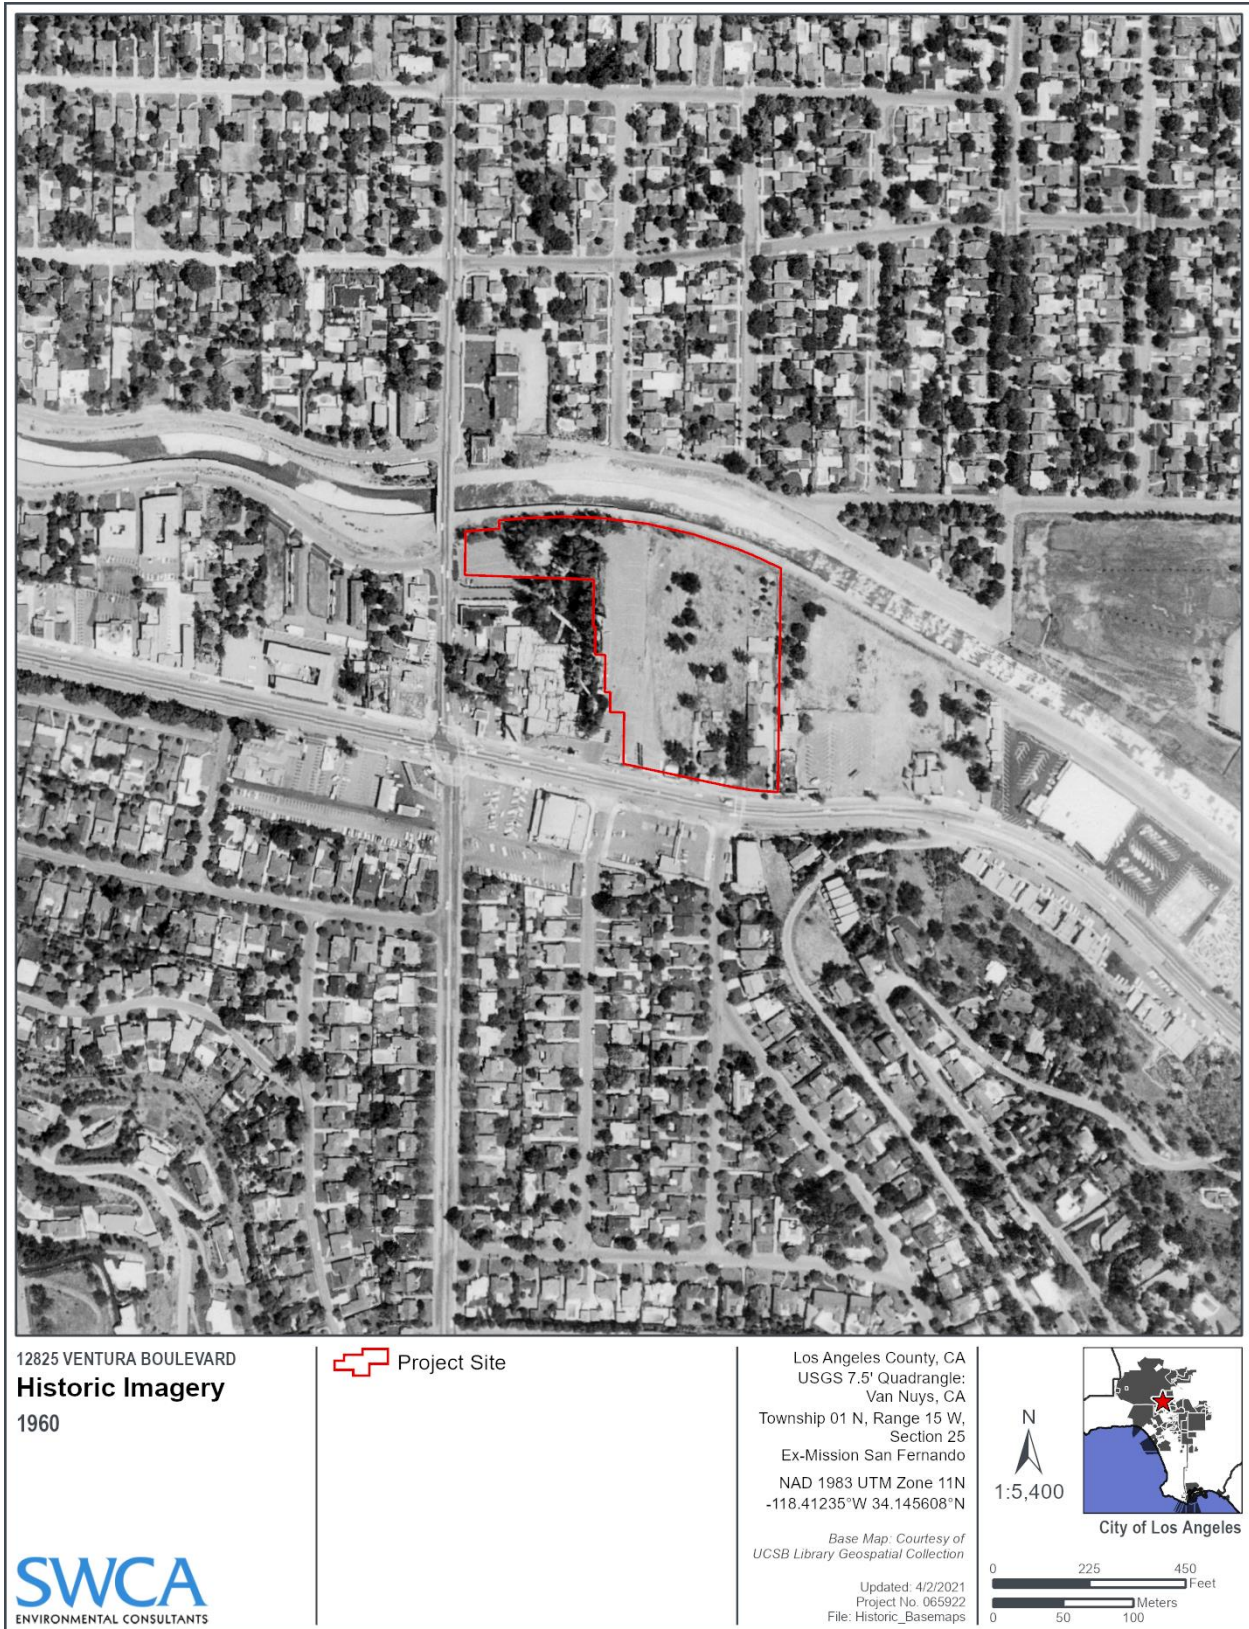 12825 VENTURA BOULEVARD
Historic Imagery
1960
SWCA
ENVIRONMENTAL CONSULTANTS
Project Site
Los Angeles County, CA
USGS 7.5' Quadrangle:
Van Nuys, CA
Township 01 N, Range 15 W,
Section 25
Ex-Mission San Fernando
NAD 1983 UTM Zone 11N
-118.41235°W 34.145608°N
Base Map: Courtesy of
UCSB Library Geospatial Collection
Updated: 4/2/2021
Project No. 065922
File: Historic_Basemaps
N
1:5,400
City of Los Angeles
0 225 450
Feet
Meters
0 50 100